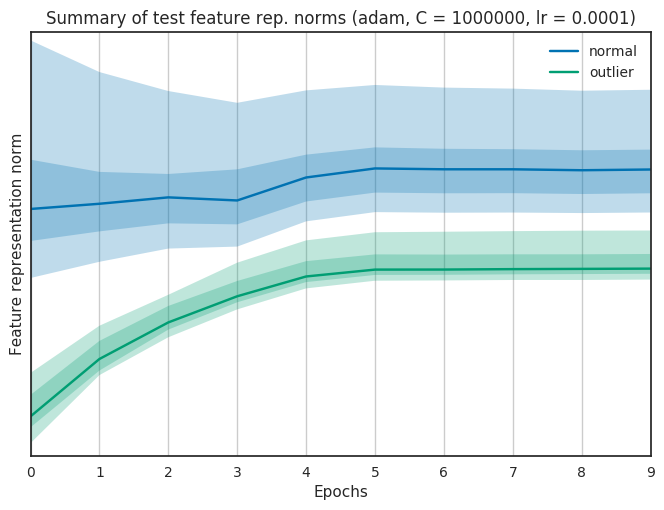 Summary of test feature rep. norms (adam, C = 1000000, lr = 0.0001)
normal
outlier
Feature representation norm
0 1 2 3 4 5 6 7 8 9
Epochs